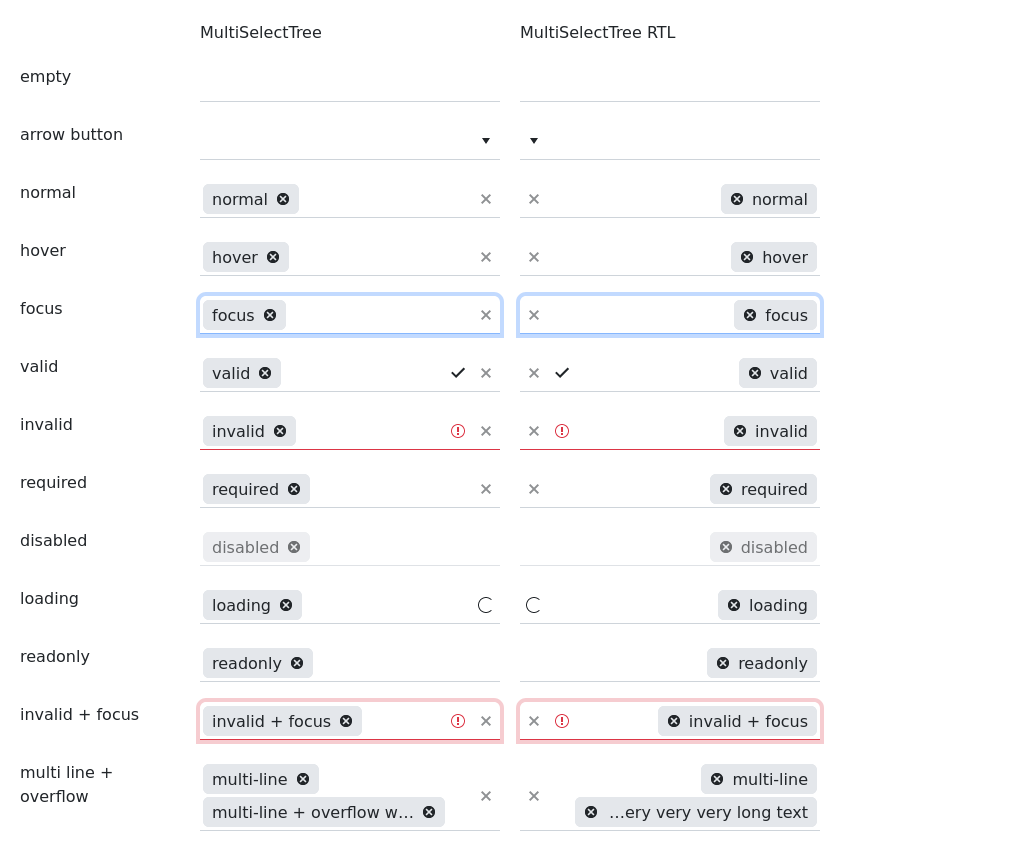 MultiSelectTree MultiSelectTree RTL
empty
arrow button
normal normal normal
hover hover hover
focus focus focus
valid valid valid
invalid invalid invalid
required required required
disabled disabled disabled
loading loading loading
readonly readonly readonly
invalid + focus invalid + focus invalid + focus
multi line + multi-line multi-line
overflow multi-line + overflow w... ...ery very very long text